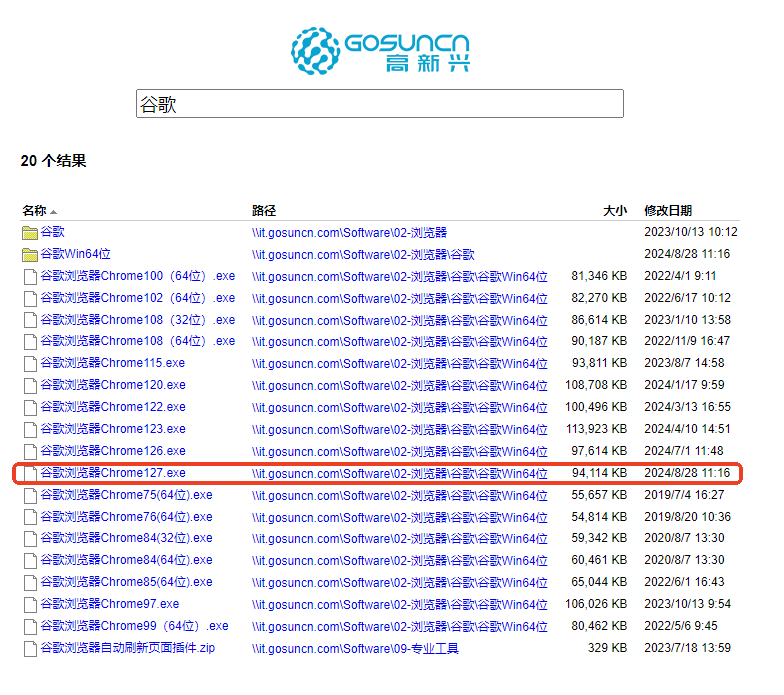 GOSUNCN
高新兴
谷歌
20 个结果
名称 路径 大小 修改日期
谷歌 \\it.gosuncn.com\Software\02-浏览器 2023/10/13 10:12
谷歌Win64位 \\it.gosuncn.com\Software\02-浏览器\谷歌 2024/8/28 11:16
谷歌浏览器Chrome100（64位）.exe \\it.gosuncn.com\Software\02-浏览器\谷歌\谷歌Win64位 81,346 KB 2022/4/1 9:11
谷歌浏览器Chrome102（64位）.exe \\it.gosuncn.com\Software\02-浏览器\谷歌\谷歌Win64位 82,270 KB 2022/6/17 10:12
谷歌浏览器Chrome108（32位）.exe \\it.gosuncn.com\Software\02-浏览器\谷歌\谷歌Win64位 86,614 KB 2023/1/10 13:58
谷歌浏览器Chrome108（64位）.exe \\it.gosuncn.com\Software\02-浏览器\谷歌\谷歌Win64位 90,187 KB 2022/11/9 16:47
谷歌浏览器Chrome115.exe \\it.gosuncn.com\Software\02-浏览器\谷歌\谷歌Win64位 93,811 KB 2023/8/7 14:58
谷歌浏览器Chrome120.exe \\it.gosuncn.com\Software\02-浏览器\谷歌\谷歌Win64位 108,708 KB 2024/1/17 9:59
谷歌浏览器Chrome122.exe \\it.gosuncn.com\Software\02-浏览器\谷歌\谷歌Win64位 100,496 KB 2024/3/13 16:55
谷歌浏览器Chrome123.exe \\it.gosuncn.com\Software\02-浏览器\谷歌\谷歌Win64位 113,923 KB 2024/4/10 14:51
谷歌浏览器Chrome126.exe \\it.gosuncn.com\Software\02-浏览器\谷歌\谷歌Win64位 97,614 KB 2024/7/1 11:48
谷歌浏览器Chrome127.exe \\it.gosuncn.com\Software\02-浏览器\谷歌\谷歌Win64位 94,114 KB 2024/8/28 11:16
谷歌浏览器Chrome75(64位).exe \\it.gosuncn.com\Software\02-浏览器\谷歌\谷歌Win64位 55,657 KB 2019/7/4 16:27
谷歌浏览器Chrome76(64位).exe \\it.gosuncn.com\Software\02-浏览器\谷歌\谷歌Win64位 54,814 KB 2019/8/20 10:36
谷歌浏览器Chrome84(32位).exe \\it.gosuncn.com\Software\02-浏览器\谷歌\谷歌Win64位 59,342 KB 2020/8/7 13:30
谷歌浏览器Chrome84(64位).exe \\it.gosuncn.com\Software\02-浏览器\谷歌\谷歌Win64位 60,461 KB 2020/8/7 13:30
谷歌浏览器Chrome85(64位).exe \\it.gosuncn.com\Software\02-浏览器\谷歌\谷歌Win64位 65,044 KB 2022/6/1 16:43
谷歌浏览器Chrome97.exe \\it.gosuncn.com\Software\02-浏览器\谷歌\谷歌Win64位 106,026 KB 2023/10/13 9:54
谷歌浏览器Chrome99（64位）.exe \\it.gosuncn.com\Software\02-浏览器\谷歌\谷歌Win64位 80,462 KB 2022/5/6 9:45
谷歌浏览器自动刷新页面插件.zip \\it.gosuncn.com\Software\09-专业工具 329 KB 2023/7/18 13:59